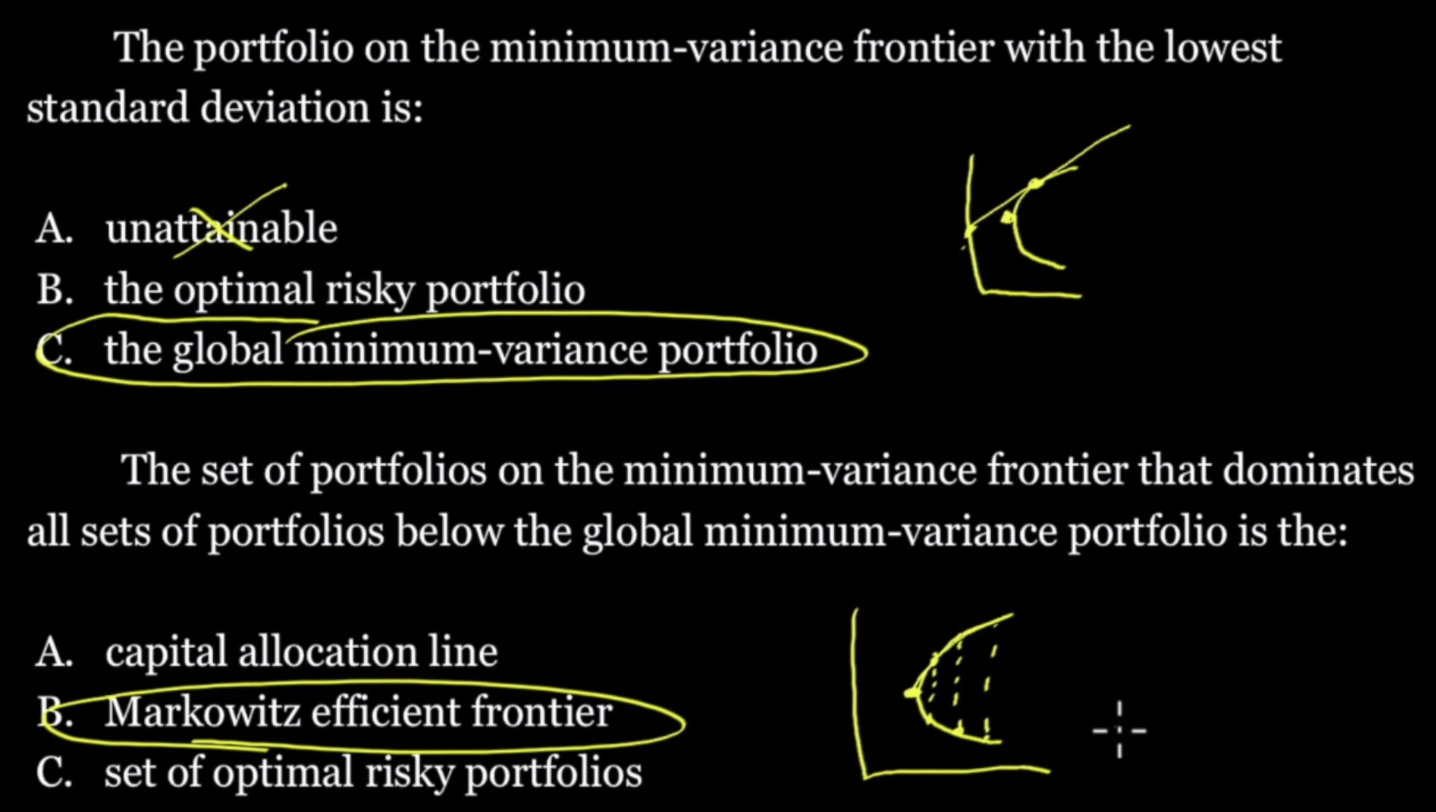 The portfolio on the minimum-variance frontier with the lowest
standard deviation is:
A. unattainable
B. the optimal risky portfolio
C. the global minimum-variance portfolio
The set of portfolios on the minimum-variance frontier that dominates
all sets of portfolios below the global minimum-variance portfolio is the:
A. capital allocation line
B. Markowitz efficient frontier
C. set of optimal risky portfolios